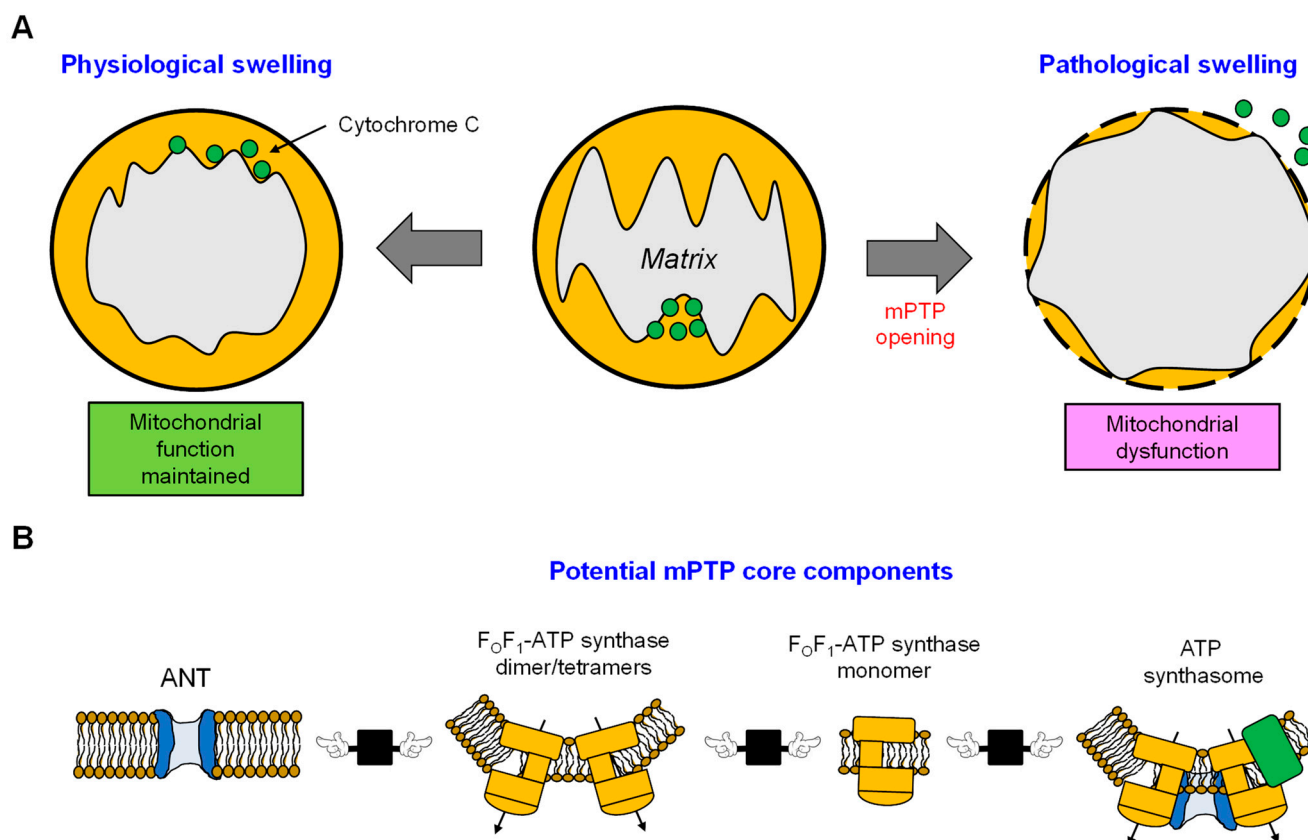 A
Physiological swelling
Pathological swelling
Cytochrome C
Matrix
mPTP
opening
Mitochondrial
function
maintained
Mitochondrial
dysfunction
B
Potential mPTP core components
ANT
FOF1-ATP synthase
dimer/tetramers
FOF1-ATP synthase
monomer
ATP
synthasome